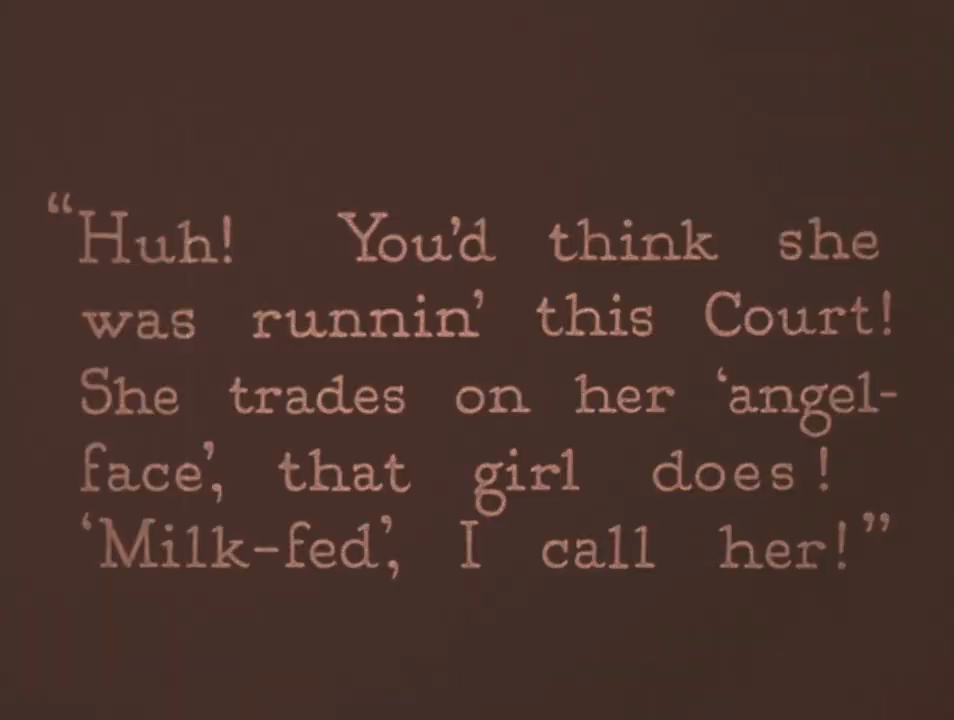 “Huh! You’d think she
was runnin’ this Court!
She trades on her ‘angel-
face’, that girl does!
‘Milk-fed’, I call her!”